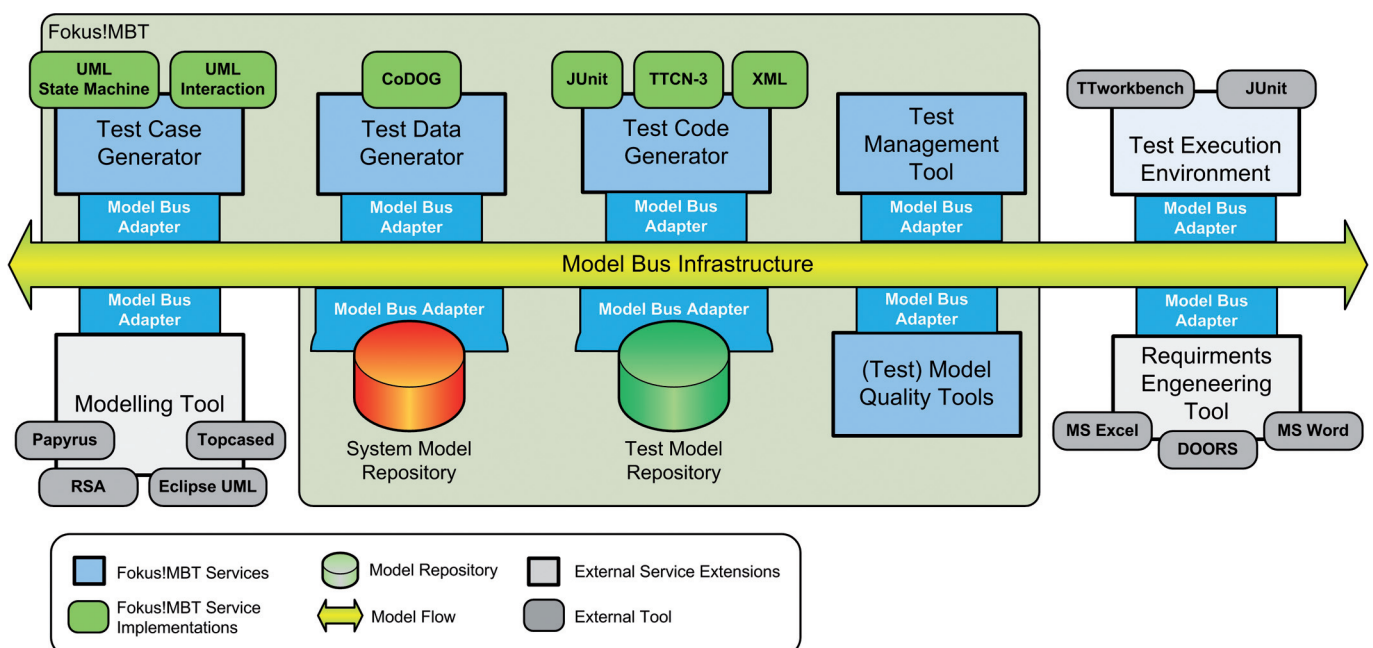 Fokus!MBT
UML
State Machine
UML
Interaction
CoDOG
JUnit
TTCN-3
XML
TTworkbench
JUnit
Test Case
Generator
Test Data
Generator
Test Code
Generator
Test
Management
Tool
Test Execution
Environment
Model Bus
Adapter
Model Bus
Adapter
Model Bus
Adapter
Model Bus
Adapter
Model Bus
Adapter
Model Bus Infrastructure
Model Bus
Adapter
Model Bus Adapter
Model Bus Adapter
Model Bus
Adapter
Model Bus
Adapter
Modelling Tool
Papyrus
Topcased
RSA
Eclipse UML
System Model
Repository
Test Model
Repository
(Test) Model
Quality Tools
Requirments
Engeneering
Tool
MS Excel
DOORS
MS Word
Fokus!MBT Services
Model Repository
External Service Extensions
Fokus!MBT Service
Implementations
Model Flow
External Tool